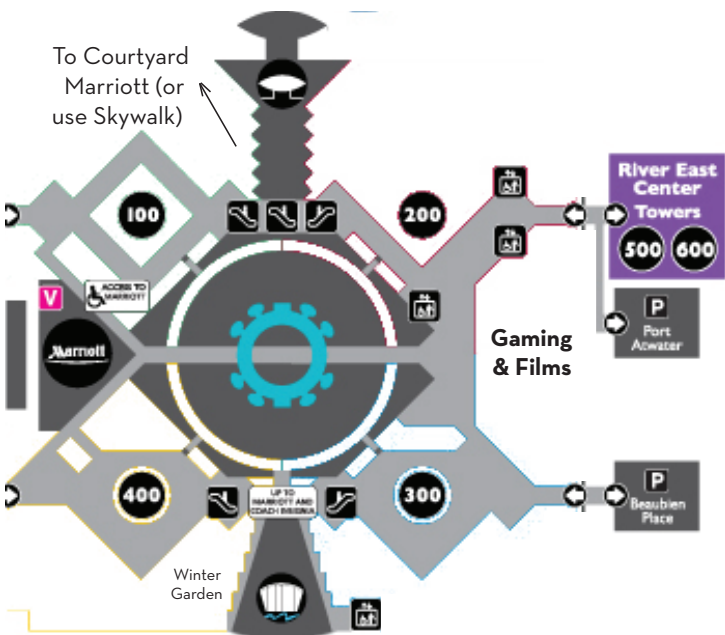 To Courtyard
Marriott (or
use Skywalk)
100
200
River East
Center
Towers
500 600
V
ACCESS TO
MARRIOTT
Marriott
Gaming
& Films
P
Port
Atwater
400
UP TO
MARRIOTT AND
COACH INSIGNIA
300
P
Beaubien
Place
Winter
Garden